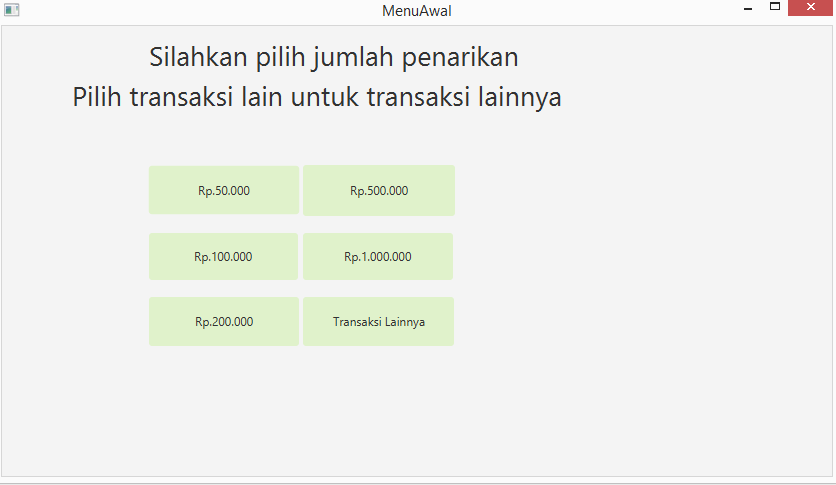 MenuAwal
Silahkan pilih jumlah penarikan
Pilih transaksi lain untuk transaksi lainnya
Rp.50.000
Rp.500.000
Rp.100.000
Rp.1.000.000
Rp.200.000
Transaksi Lainnya